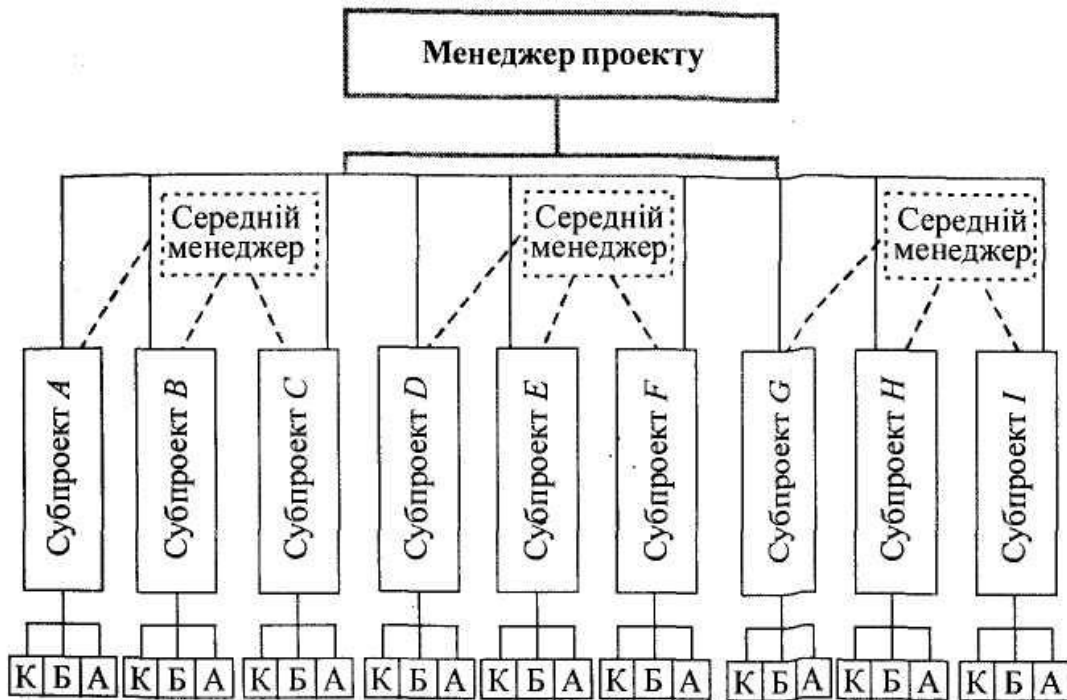 Менеджер проекту
Середній
менеджер
Середній
менеджер
Середній
менеджер
Субпроект A
Субпроект B
Субпроект C
Субпроект D
Субпроект E
Субпроект F
Субпроект G
Субпроект H
Субпроект I
К Б А
К Б А
К Б А
К Б А
К Б А
К Б А
К Б А
К Б А
К Б А